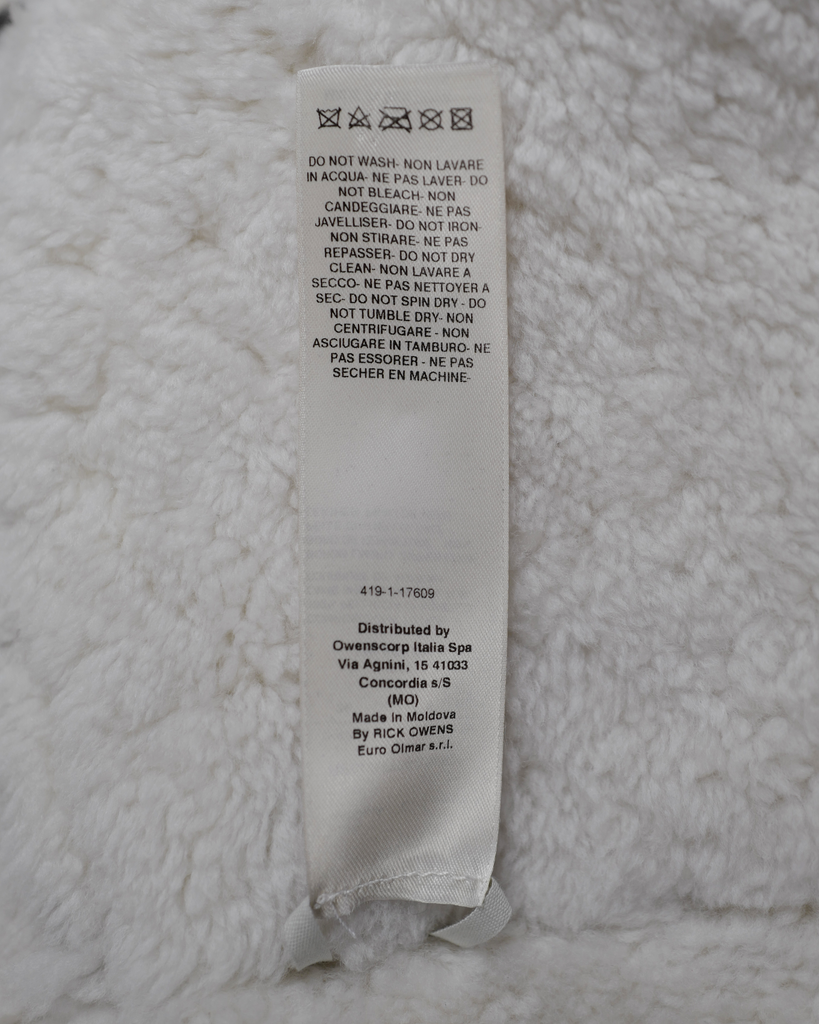 DO NOT WASH- NON LAVARE
IN ACQUA- NE PAS LAVER- DO
NOT BLEACH- NON
CANDEGGIARE- NE PAS
JAVELLISER- DO NOT IRON-
NON STIRARE- NE PAS
REPASSER- DO NOT DRY
CLEAN- NON LAVARE A
SECCO- NE PAS NETTOYER A
SEC- DO NOT SPIN DRY - DO
NOT TUMBLE DRY- NON
CENTRIFUGARE - NON
ASCIUGARE IN TAMBURO- NE
PAS ESSORER - NE PAS
SECHER EN MACHINE-
419-1-17609
Distributed by
Owenscorp Italia Spa
Via Agnini, 15 41033
Concordia s/S
(MO)
Made in Moldova
By RICK OWENS
Euro Olmar s.r.l.